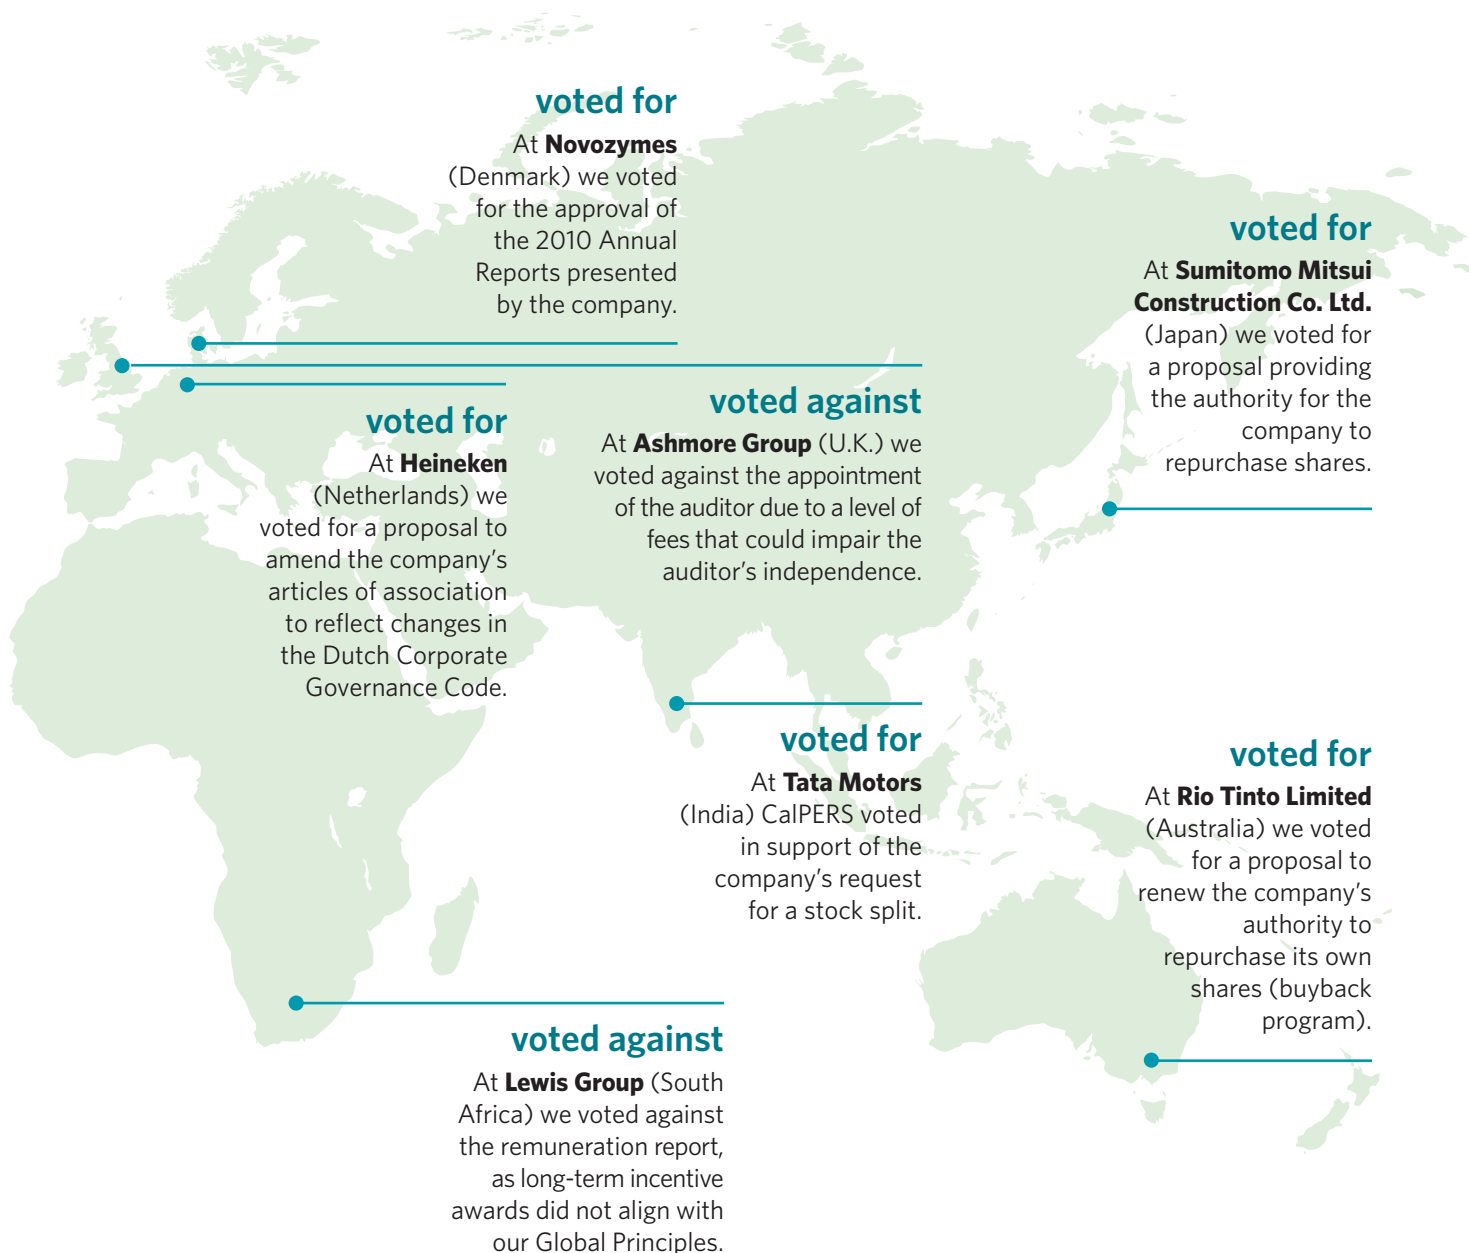 voted for
At Novozymes
(Denmark) we voted
for the approval of
the 2010 Annual
Reports presented
by the company.
voted for
At Sumitomo Mitsui
Construction Co. Ltd.
(Japan) we voted for
a proposal providing
the authority for the
company to
repurchase shares.
voted for
At Heineken
(Netherlands) we
voted for a proposal to
amend the company’s
articles of association
to reflect changes in
the Dutch Corporate
Governance Code.
voted against
At Ashmore Group (U.K.) we
voted against the appointment
of the auditor due to a level of
fees that could impair the
auditor’s independence.
voted for
At Tata Motors
(India) CalPERS voted
in support of the
company’s request
for a stock split.
voted for
At Rio Tinto Limited
(Australia) we voted
for a proposal to
renew the company’s
authority to
repurchase its own
shares (buyback
program).
voted against
At Lewis Group (South
Africa) we voted against
the remuneration report,
as long-term incentive
awards did not align with
our Global Principles.